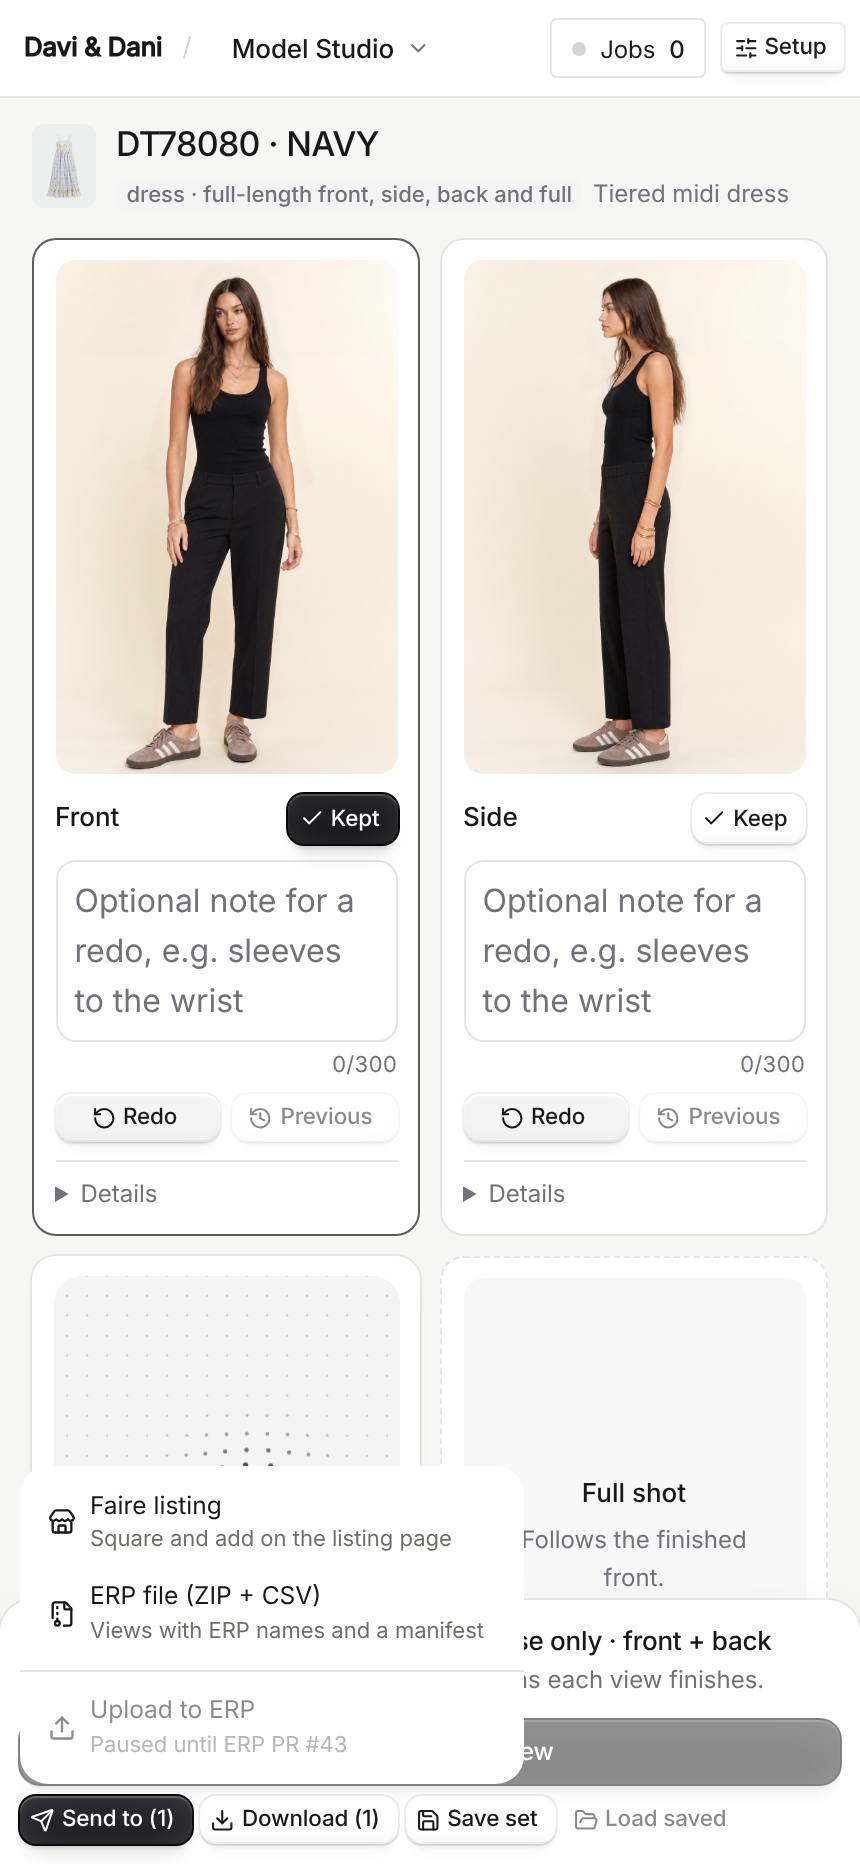 Davi & Dani / Model Studio
Jobs 0
Setup
DT78080 · NAVY
dress · full-length front, side, back and full
Tiered midi dress
Front
Kept
Optional note for a
redo, e.g. sleeves
to the wrist
0/300
Redo
Previous
Details
Side
Keep
Optional note for a
redo, e.g. sleeves
to the wrist
0/300
Redo
Previous
Details
Full shot
Follows the finished
front.
Faire listing
Square and add on the listing page
ERP file (ZIP + CSV)
Views with ERP names and a manifest
Upload to ERP
Paused until ERP PR #43
only · front + back
each view finishes.
Send to (1)
Download (1)
Save set
Load saved